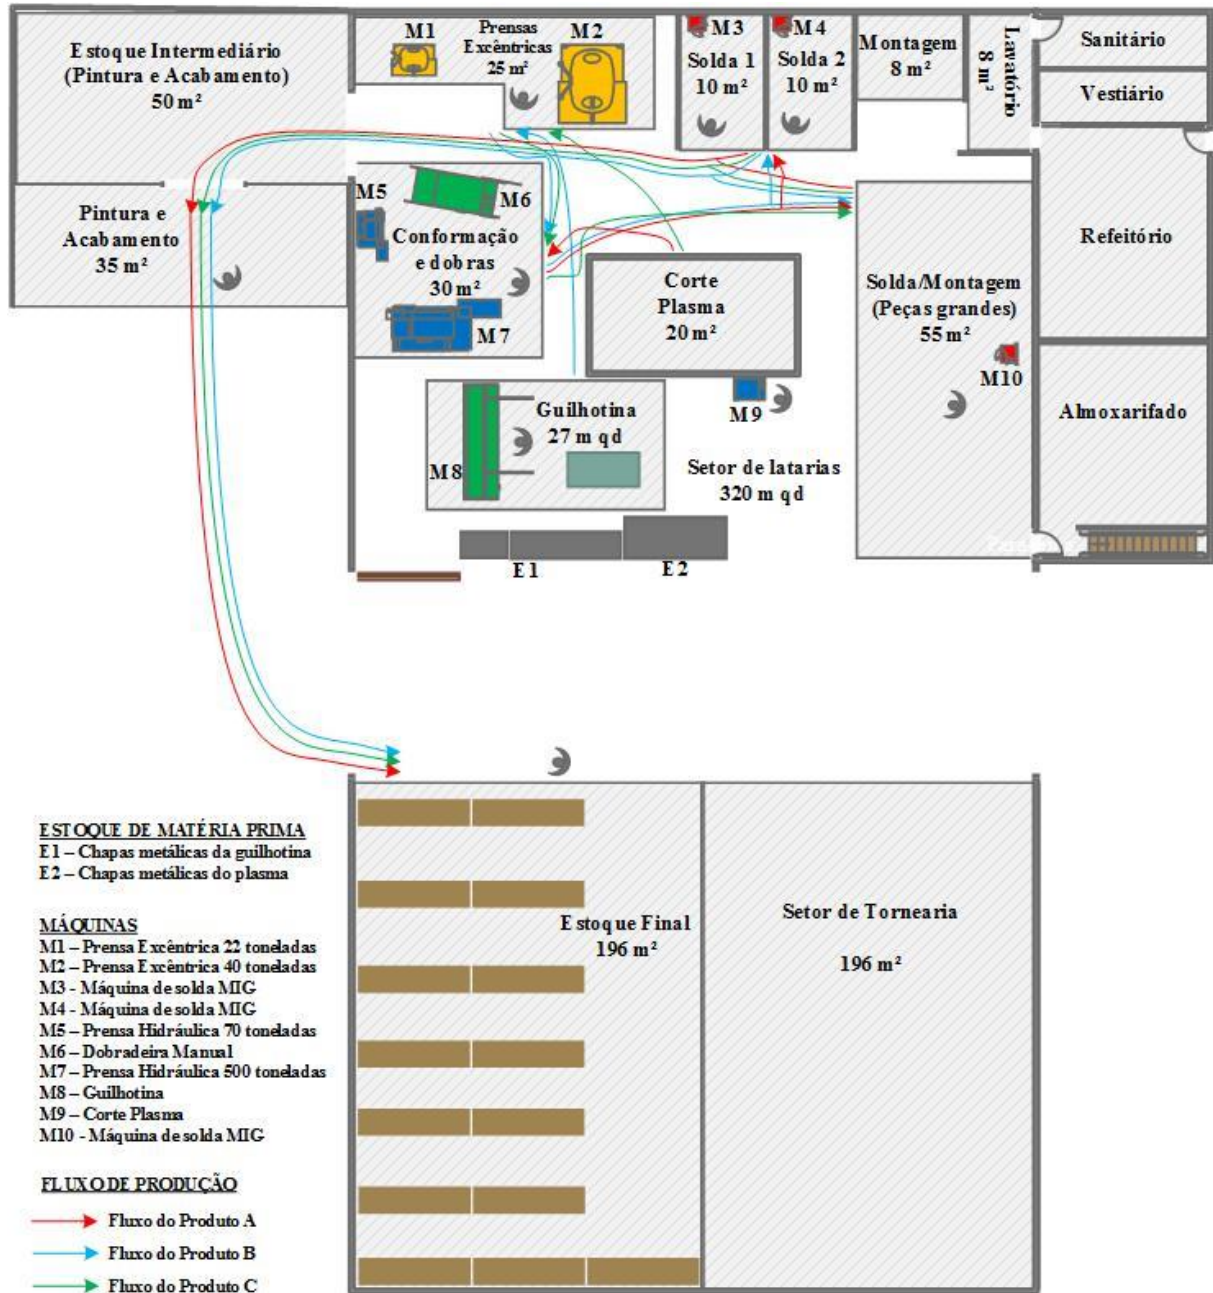 Estoque Intermediário
(Pintura e Acabamento)
50 m²
M1
Prensas
Excêntricas
25 m²
M2
M3
Solda 1
10 m²
M4
Solda 2
10 m²
Montagem
8 m²
Lavatório
8 m²
Sanitário
Vestiário
Pintura e
Acabamento
35 m²
M5
M6
Conformação
e dobras
30 m²
M7
Corte
Plasma
20 m²
M9
Solda/Montagem
(Peças grandes)
55 m²
M10
Refeitório
Almoxarifado
Guilhotina
27 m qd
M8
Setor de latarias
320 m qd
E1
E2
ESTOQUE DE MATÉRIA PRIMA
E1 – Chapas metálicas da guilhotina
E2 – Chapas metálicas do plasma
MÁQUINAS
M1 – Prensa Excêntrica 22 toneladas
M2 – Prensa Excêntrica 40 toneladas
M3 - Máquina de solda MIG
M4 - Máquina de solda MIG
M5 – Prensa Hidráulica 70 toneladas
M6 – Dobradeira Manual
M7 – Prensa Hidráulica 500 toneladas
M8 – Guilhotina
M9 – Corte Plasma
M10 - Máquina de solda MIG
FLUXO DE PRODUÇÃO
Fluxo do Produto A
Fluxo do Produto B
Fluxo do Produto C
Estoque Final
196 m²
Setor de Tornearia
196 m²